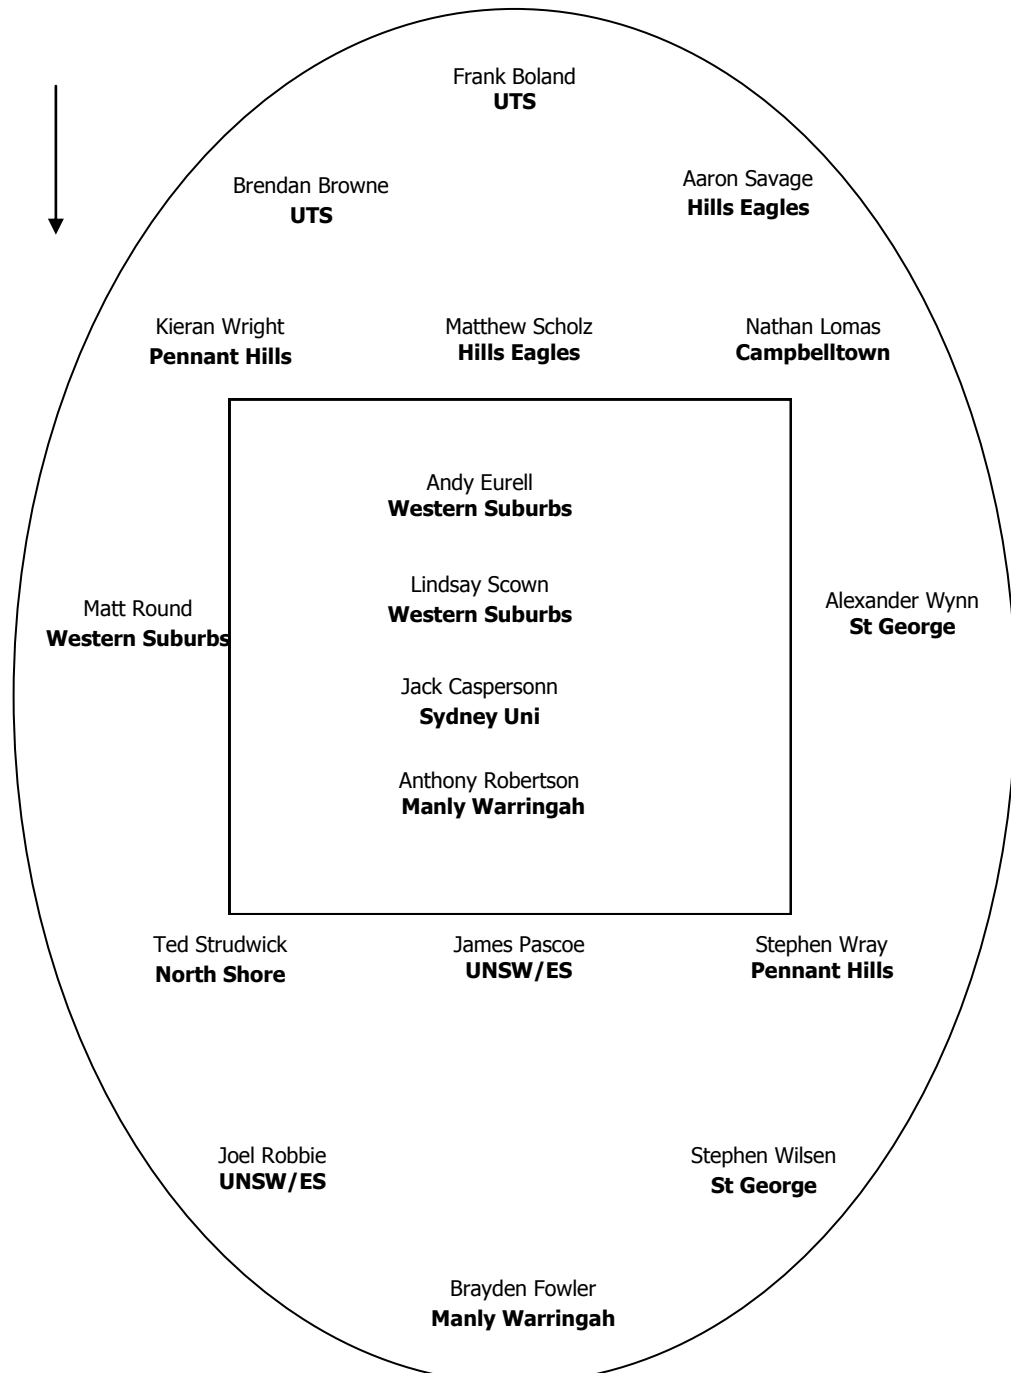 Frank Boland
UTS
Brendan Browne
UTS
Aaron Savage
Hills Eagles
Kieran Wright
Pennant Hills
Matthew Scholz
Hills Eagles
Nathan Lomas
Campbelltown
Andy Eurell
Western Suburbs
Matt Round
Western Suburbs
Lindsay Scown
Western Suburbs
Alexander Wynn
St George
Jack Caspersonn
Sydney Uni
Anthony Robertson
Manly Warringah
Ted Strudwick
North Shore
James Pascoe
UNSW/ES
Stephen Wray
Pennant Hills
Joel Robbie
UNSW/ES
Stephen Wilsen
St George
Brayden Fowler
Manly Warringah